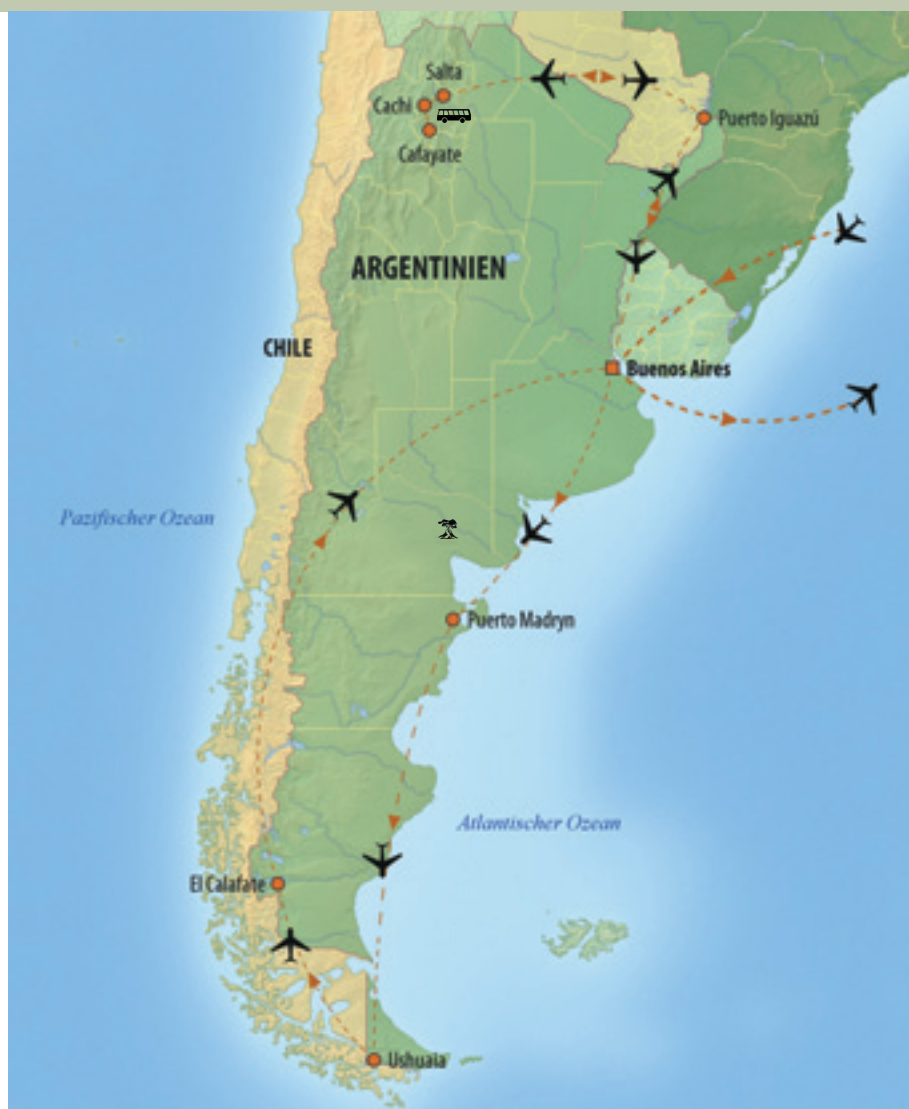 Salta
Cachi
Puerto Iguazú
Cafayate
ARGENTINIEN
CHILE
Buenos Aires
Pazifischer Ozean
Puerto Madryn
Atlantischer Ozean
El Calafate
Ushuaia